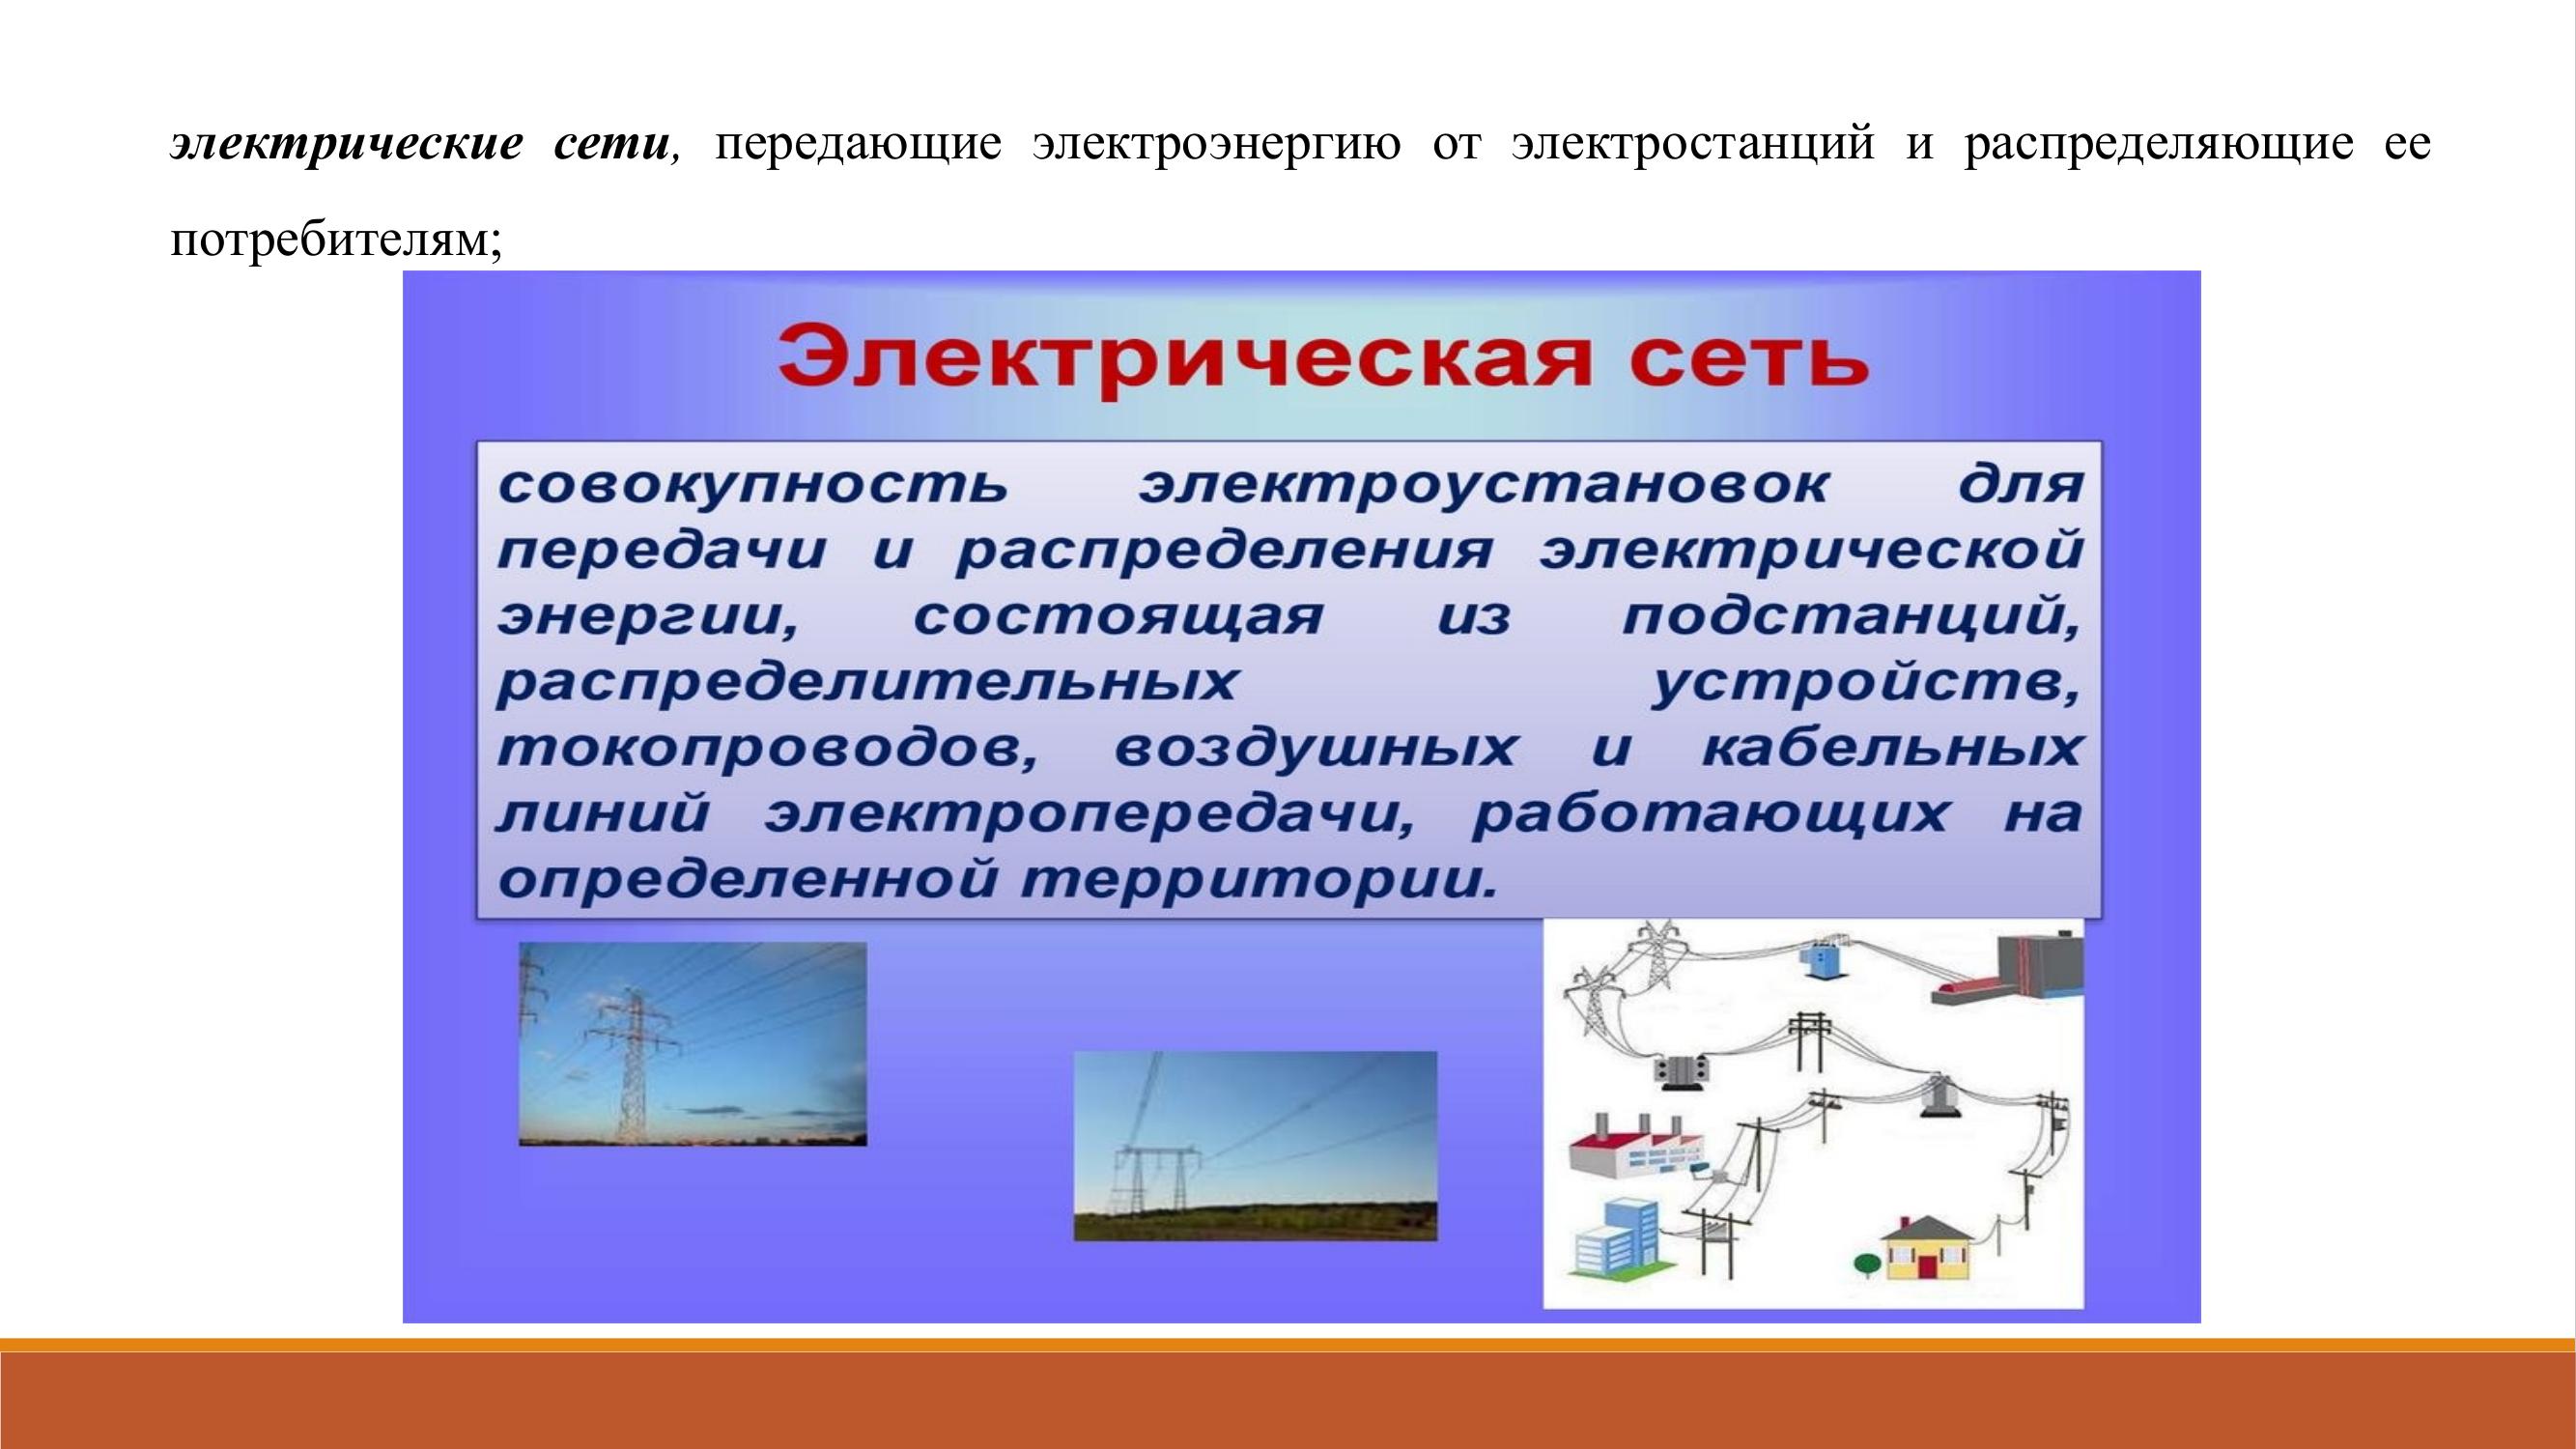 электрические сети, передающие электроэнергию от электростанций и распределяющие ее
потребителям;
Электрическая сеть
совокупность электроустановок для
передачи и распределения электрической
энергии, состоящая из подстанций,
распределительных устройств,
токопроводов, воздушных и кабельных
линий электропередачи, работающих на
определенной территории.